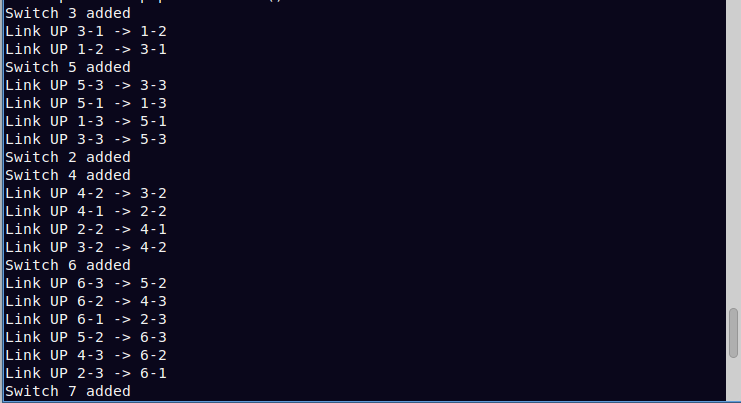 Switch 3 added
Link UP 3-1 -> 1-2
Link UP 1-2 -> 3-1
Switch 5 added
Link UP 5-3 -> 3-3
Link UP 5-1 -> 1-3
Link UP 1-3 -> 5-1
Link UP 3-3 -> 5-3
Switch 2 added
Switch 4 added
Link UP 4-2 -> 3-2
Link UP 4-1 -> 2-2
Link UP 2-2 -> 4-1
Link UP 3-2 -> 4-2
Switch 6 added
Link UP 6-3 -> 5-2
Link UP 6-2 -> 4-3
Link UP 6-1 -> 2-3
Link UP 5-2 -> 6-3
Link UP 4-3 -> 6-2
Link UP 2-3 -> 6-1
Switch 7 added